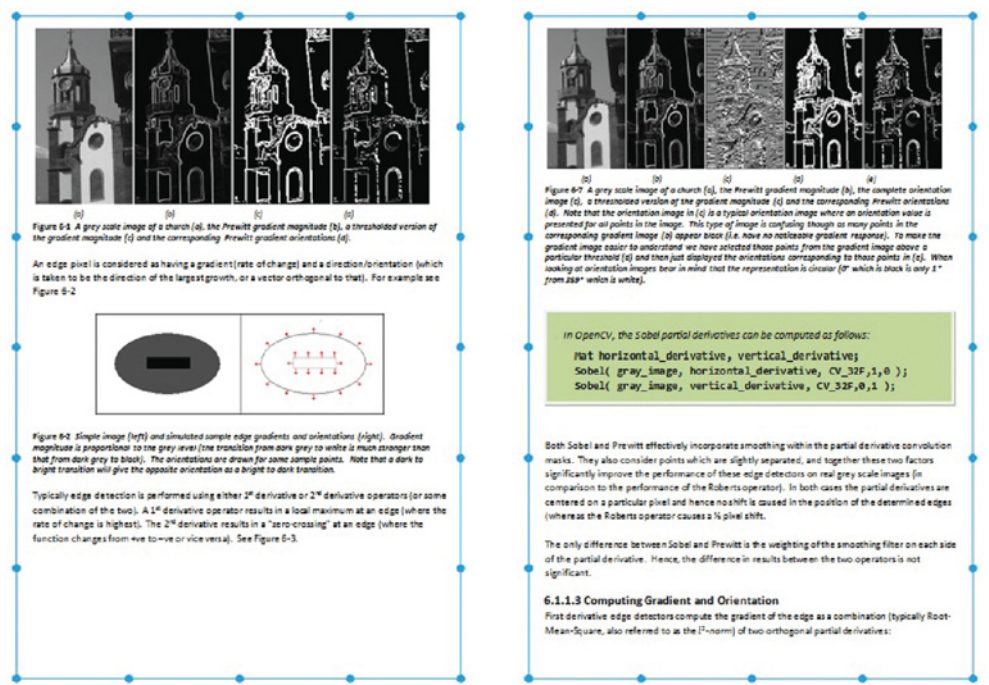 (a) (b) (c) (d)
Figure 6-1 A grey scale image of a church (a), the Prewitt gradient magnitude (b), a thresholded version of
the gradient magnitude (c) and the corresponding Prewitt gradient orientations (d).
An edge pixel is considered as having a gradient (rate of change) and a direction/orientation (which
is taken to be the direction of the largest growth, or a vector orthogonal to that). For example see
Figure 6-2
Figure 6-2 Simple image (left) and simulated sample edge gradients and orientations (right). Gradient
magnitude is proportional to the grey level (the transition from dark grey to white is much stronger than
that from dark grey to black). The orientations are drawn for some sample points. Note that a dark to
bright transition will give the opposite orientation as a bright to dark transition.
Typically edge detection is performed using either 1st derivative or 2nd derivative operators (or some
combination of the two). A 1st derivative operator results in a local maximum at an edge (where the
rate of change is highest). The 2nd derivative results in a "zero-crossing" at an edge (where the
function changes from +ve to –ve or vice versa). See Figure 6-3.
(a) (b) (c) (d) (e)
Figure 6-7 A grey scale image of a church (a), the Prewitt gradient magnitude (b), the complete orientation
image (c), a thresholded version of the gradient magnitude (c) and the corresponding Prewitt orientations
(d). Note that the orientation image in (c) is a typical orientation image where an orientation value is
presented for all points in the image. This type of image is confusing though as many points in the
corresponding gradient image (b) appear black (i.e. have no noticeable gradient response). To make the
gradient image easier to understand we have selected those points from the gradient image above a
particular threshold (d) and then just displayed the orientations corresponding to those points in (e). When
looking at orientation images bear in mind that the representation is circular (0° which is black is only 1°
from 359° which is white).
In OpenCV, the Sobel partial derivatives can be computed as follows:
Mat horizontal_derivative, vertical_derivative;
Sobel( gray_image, horizontal_derivative, CV_32F,1,0 );
Sobel( gray_image, vertical_derivative, CV_32F,0,1 );
Both Sobel and Prewitt effectively incorporate smoothing within the partial derivative convolution
masks. They also consider points which are slightly separated, and together these two factors
significantly improve the performance of these edge detectors on real grey scale images (in
comparison to the performance of the Roberts operator). In both cases the partial derivatives are
centered on a particular pixel and hence no shift is caused in the position of the determined edges
(whereas the Roberts operator causes a ½ pixel shift.
The only difference between Sobel and Prewitt is the weighting of the smoothing filter on each side
of the partial derivative. Hence, the difference in results between the two operators is not
significant.
6.1.1.3 Computing Gradient and Orientation
First derivative edge detectors compute the gradient of the edge as a combination (typically Root-
Mean-Square, also referred to as the l²-norm) of two orthogonal partial derivatives: